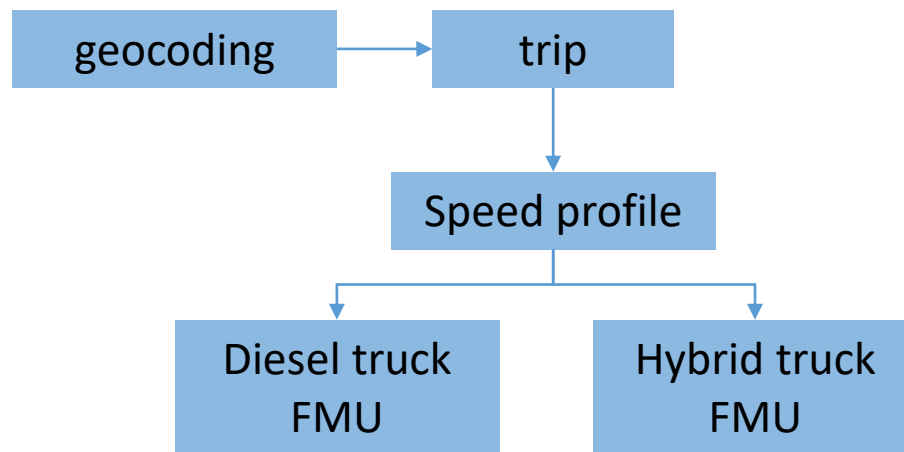 geocoding
trip
Speed profile
Diesel truck
FMU
Hybrid truck
FMU